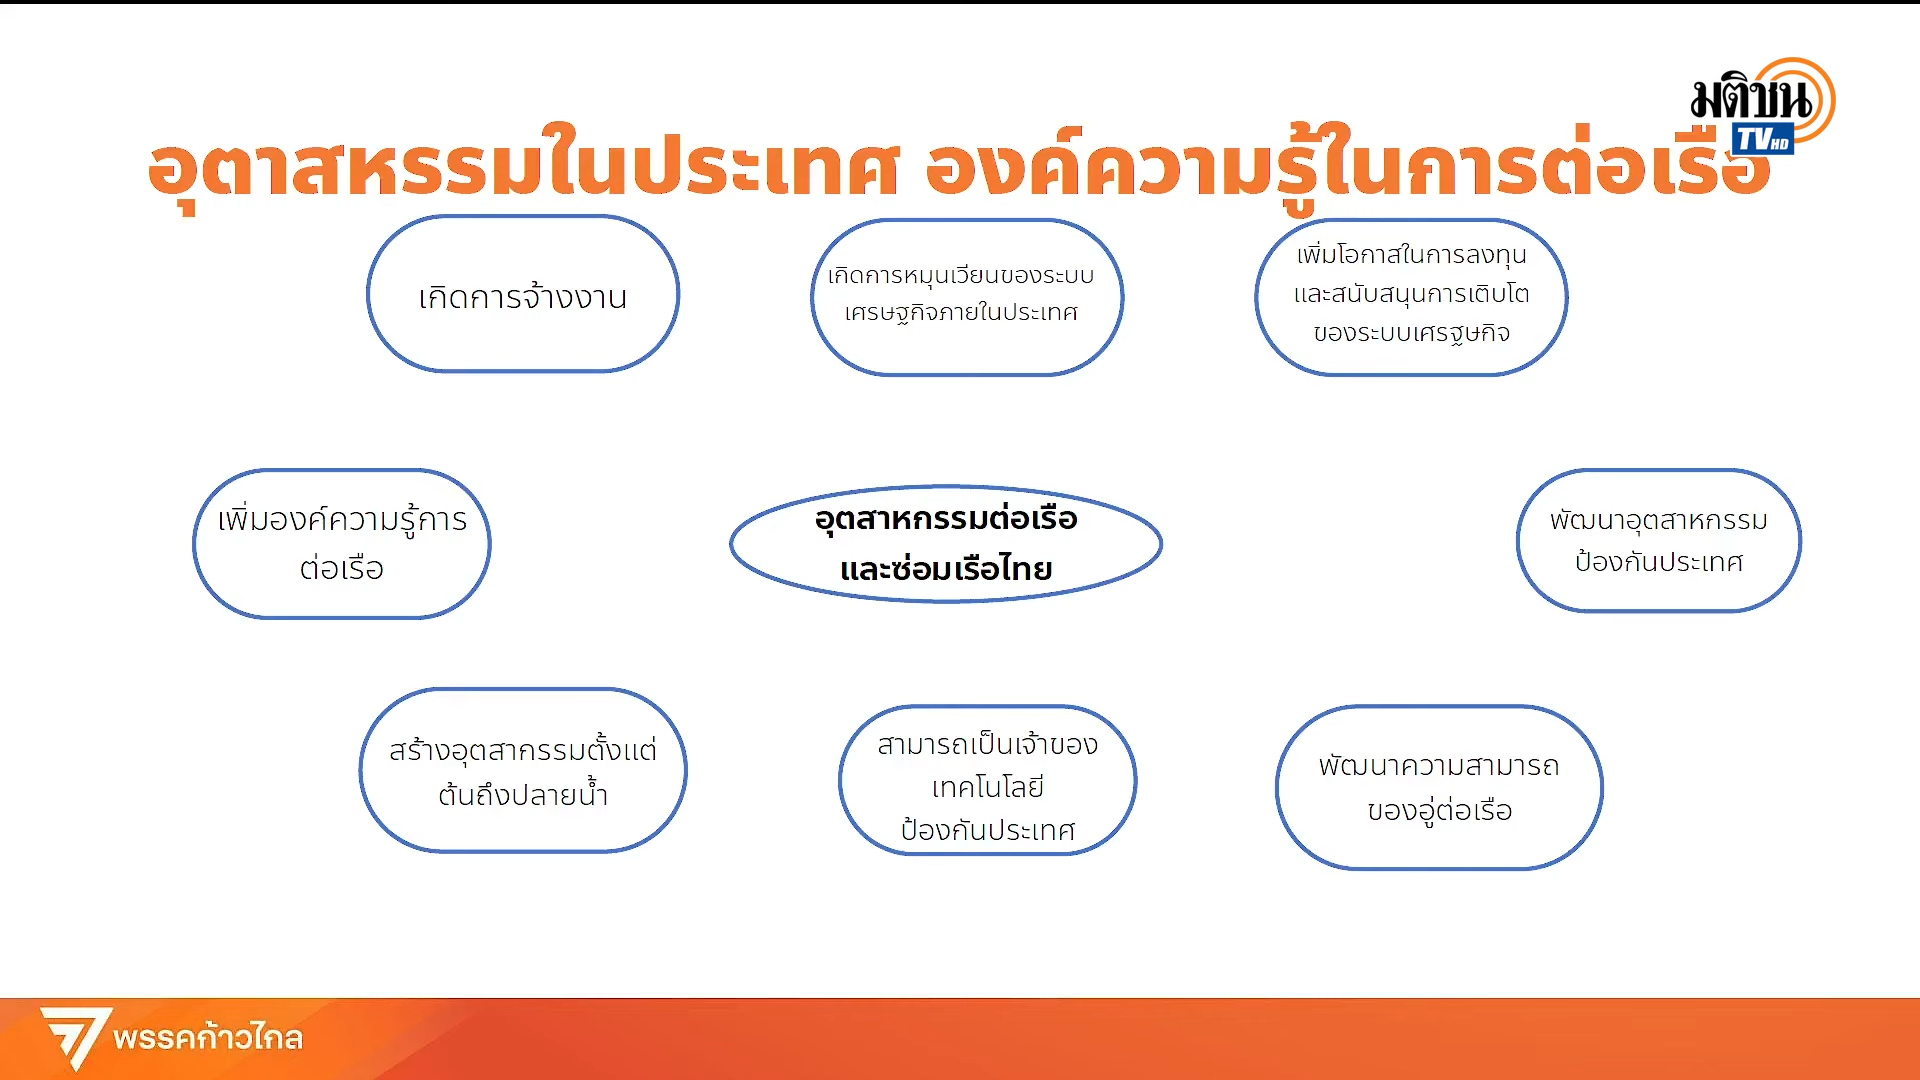 มติชน
TV HD
อุตาสหรรมในประเทศ องค์ความรู้ในการต่อเรือ
เกิดการจ้างงาน
เกิดการหมุนเวียนของระบบ
เศรษฐกิจภายในประเทศ
เพิ่มโอกาสในการลงทุน
และสนับสนุนการเติบโต
ของระบบเศรฐษกิจ
เพิ่มองค์ความรู้การ
ต่อเรือ
อุตสาหกรรมต่อเรือ
และซ่อมเรือไทย
พัฒนาอุตสาหกรรม
ป้องกันประเทศ
สร้างอุตสากรรมตั้งแต่
ต้นถึงปลายน้ำ
สามารถเป็นเจ้าของ
เทคโนโลยี
ป้องกันประเทศ
พัฒนาความสามารถ
ของอู่ต่อเรือ
พรรคก้าวไกล